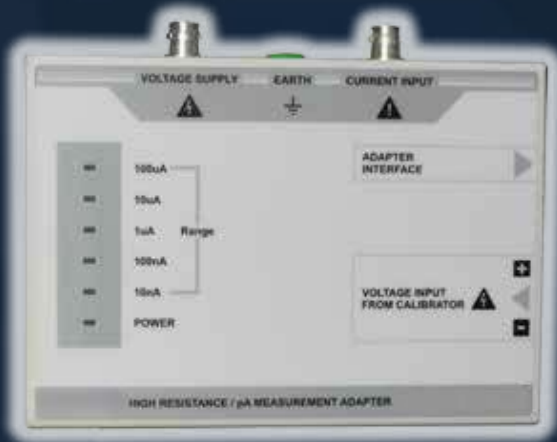 VOLTAGE SUPPLY EARTH CURRENT INPUT
100uA
10uA
1uA Range
100nA
10nA
POWER
ADAPTER
INTERFACE
+
VOLTAGE INPUT
FROM CALIBRATOR
-
HIGH RESISTANCE / pA MEASUREMENT ADAPTER